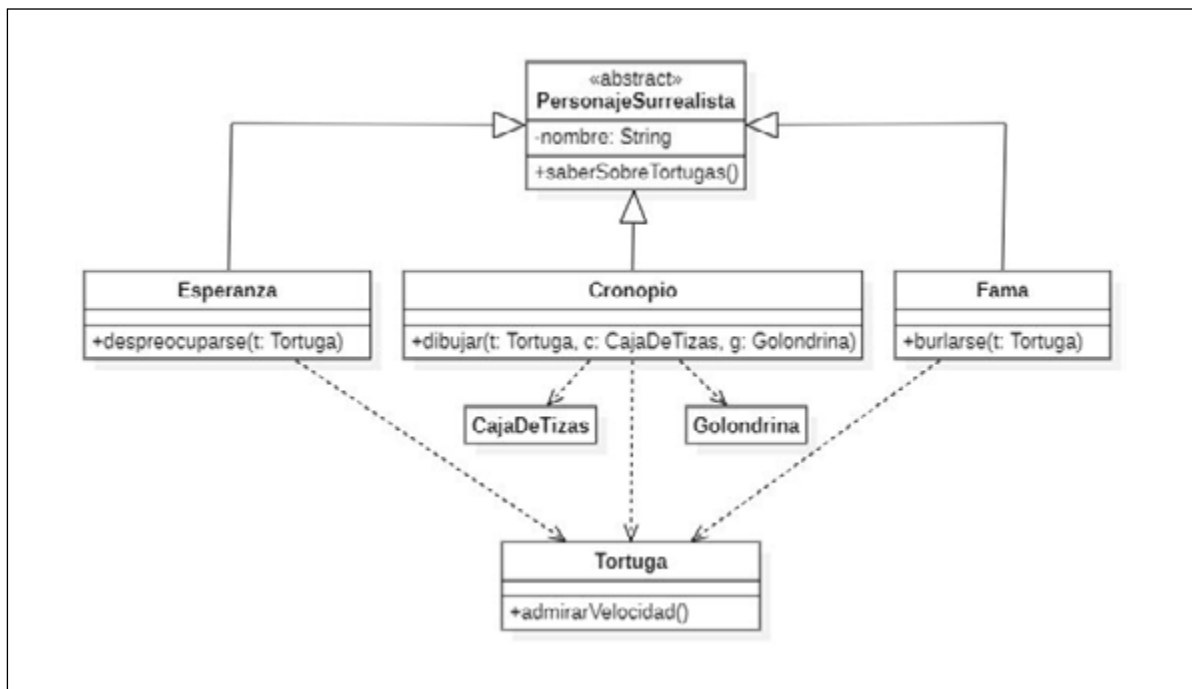 «abstract»
PersonajeSurrealista
-nombre: String
+saberSobreTortugas()
Esperanza
+despreocuparse(t: Tortuga)
Cronopio
+dibujar(t: Tortuga, c: CajaDeTizas, g: Golondrina)
Fama
+burlarse(t: Tortuga)
CajaDeTizas
Golondrina
Tortuga
+admirarVelocidad()